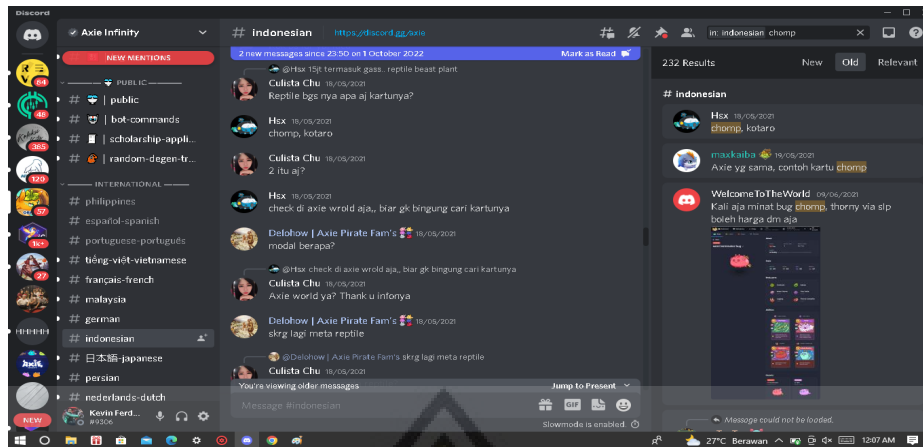 Discord
Axie Infinity
NEW MENTIONS
PUBLIC
# | public
# | bot-commands
# | scholarship-appli...
# | random-degen-tr...
INTERNATIONAL
# philippines
# español-spanish
# portuguese-português
# tiếng-việt-vietnamese
# français-french
# malaysia
# german
# indonesian
# 日本語-japanese
# persian
# nederlands-dutch
64
48
365
120
57
1k+
27
HHHHH
axie
NEW
Kevin Ferd...
#9306
# indonesian
https://discord.gg/axie
2 new messages since 23:50 on 1 October 2022
Mark as Read
@Hsx 15jt termasuk gass.. reptile beast plant
Culista Chu 18/05/2021
Reptile bgs nya apa aj kartunya?
Hsx 18/05/2021
chomp, kotaro
Culista Chu 18/05/2021
2 itu aj?
Hsx 18/05/2021
check di axie wrold aja,, biar gk bingung cari kartunya
Delohow | Axie Pirate Fam's 18/05/2021
modal berapa?
@Hsx check di axie wrold aja,, biar gk bingung cari kartunya
Culista Chu 18/05/2021
Axie world ya? Thank u infonya
Delohow | Axie Pirate Fam's 18/05/2021
skrg lagi meta reptile
@Delohow | Axie Pirate Fam's skrg lagi meta reptile
Culista Chu 18/05/2021
You're viewing older messages
Jump to Present
Message #indonesian
GIF
Slowmode is enabled
in: indonesian chomp
232 Results
New
Old
Relevant
# indonesian
Hsx 18/05/2021
chomp, kotaro
maxkaiba 19/05/2021
Axie yg sama, contoh kartu chomp
WelcomeToTheWorld 09/06/2021
Kali aja minat bug chomp, thorny via slp
boleh harga dm aja
Message could not be loaded.
27°C Berawan
12:07 AM